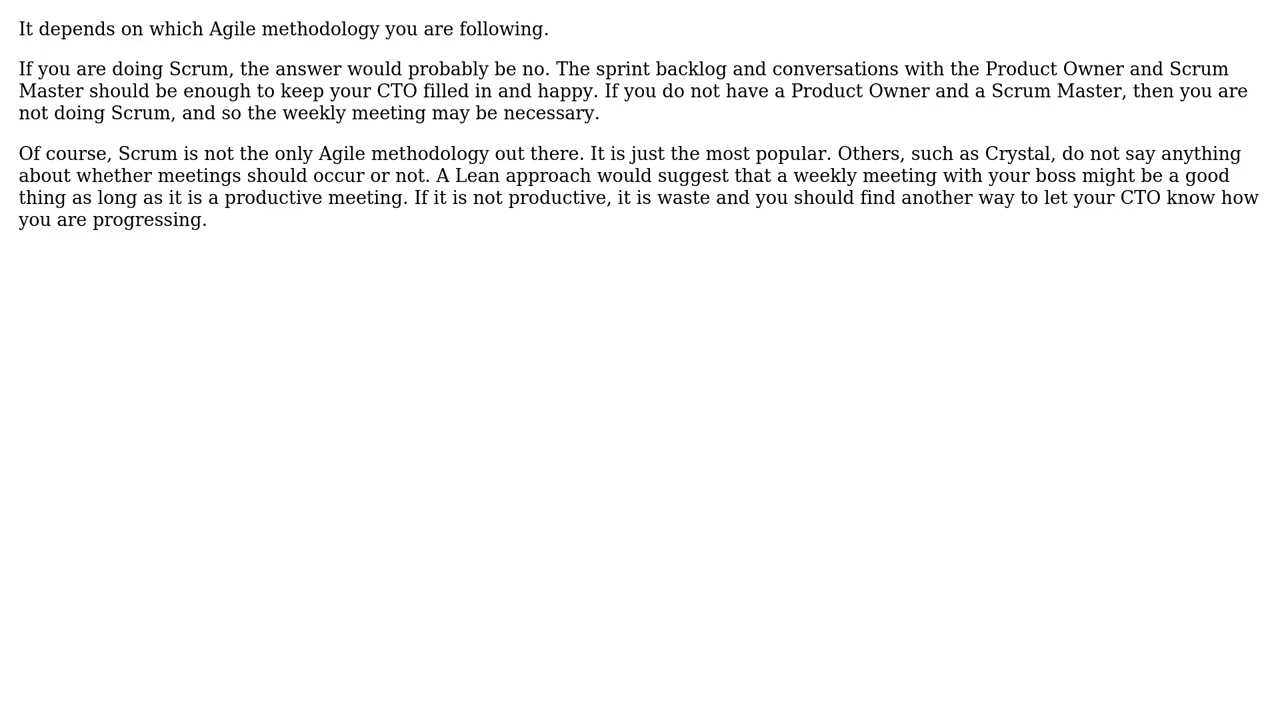 It depends on which Agile methodology you are following.
If you are doing Scrum, the answer would probably be no. The sprint backlog and conversations with the Product Owner and Scrum
Master should be enough to keep your CTO filled in and happy. If you do not have a Product Owner and a Scrum Master, then you are
not doing Scrum, and so the weekly meeting may be necessary.
Of course, Scrum is not the only Agile methodology out there. It is just the most popular. Others, such as Crystal, do not say anything
about whether meetings should occur or not. A Lean approach would suggest that a weekly meeting with your boss might be a good
thing as long as it is a productive meeting. If it is not productive, it is waste and you should find another way to let your CTO know how
you are progressing.